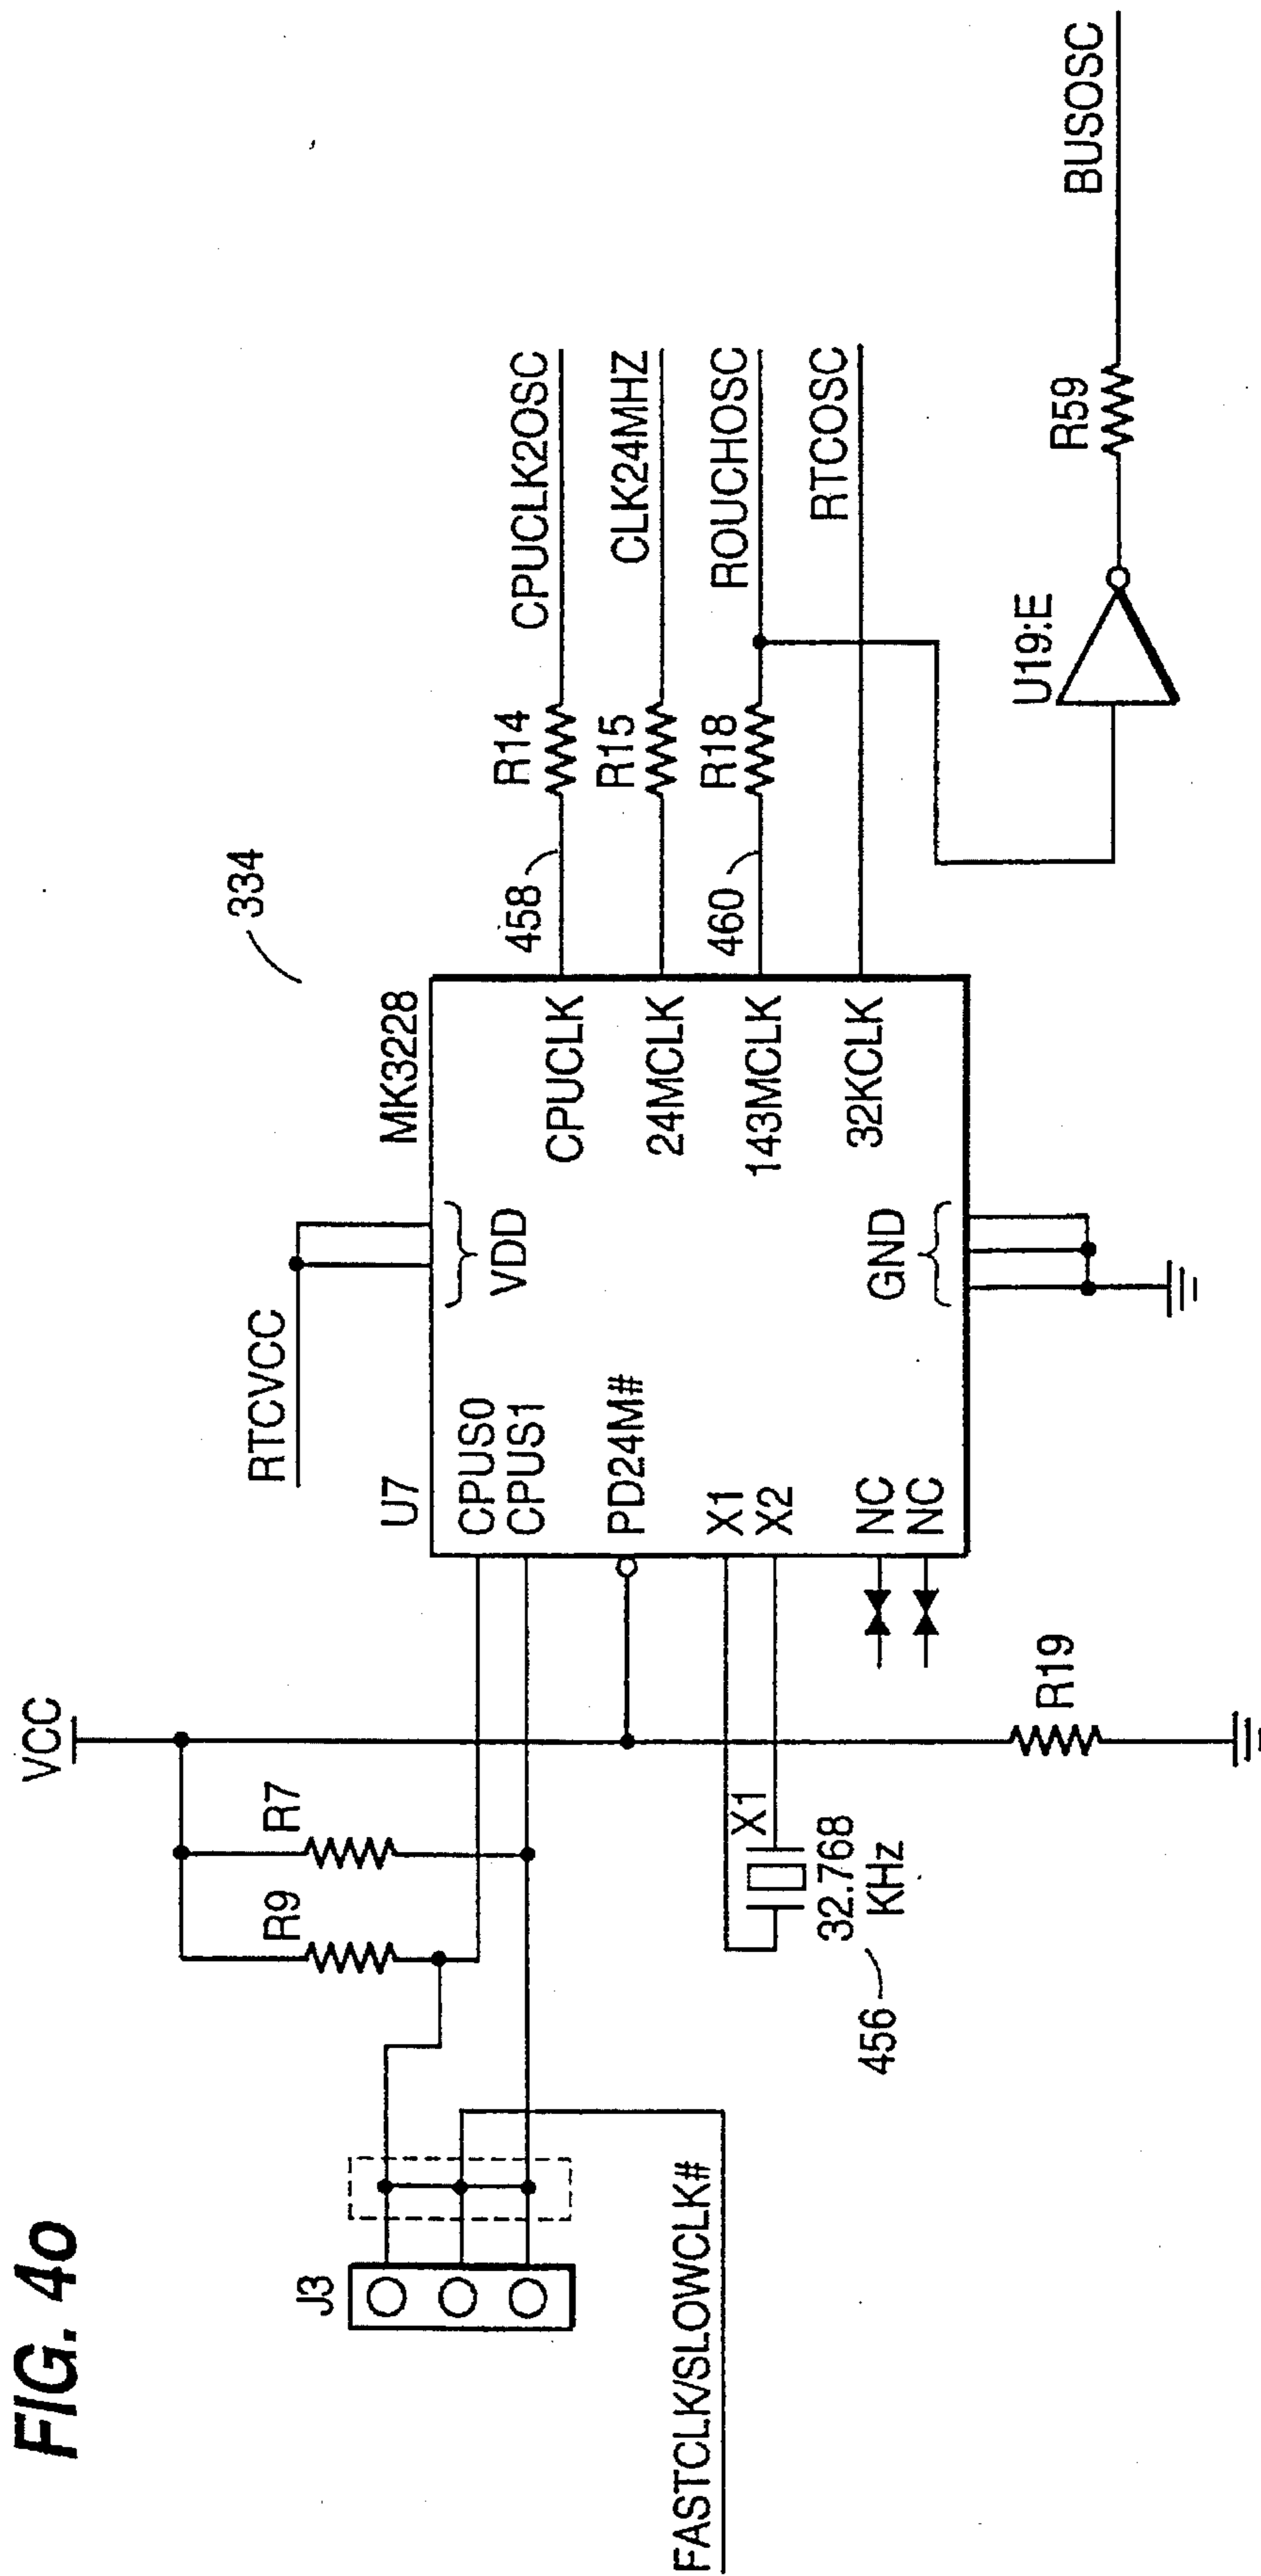 FIG. 4o
VCC
RTCVCC
334
R9
R7
J3
U7
MK3228
CPUS0
CPUS1
VDD
PD24M#
X1
X2
NC
NC
GND
CPUCLK
24MCLK
143MCLK
32KCLK
458
460
R14
R15
R18
CPUCLK2OSC
CLK24MHZ
ROUCHOSC
RTCOSC
FASTCLK/SLOWCLK#
X1
32.768
KHz
456
R19
U19:E
R59
BUSOSC